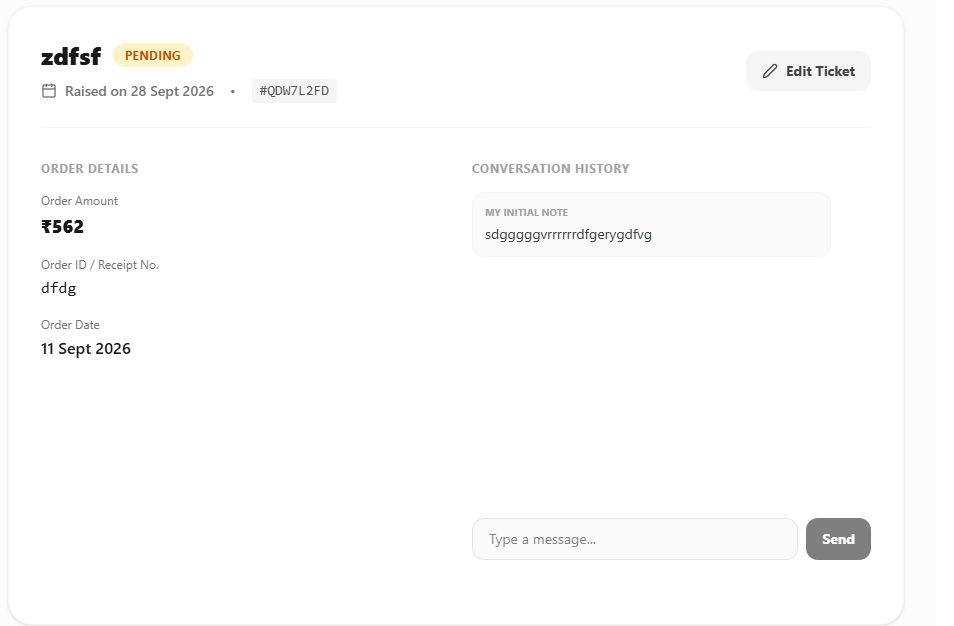 zdfsf PENDING
Raised on 28 Sept 2026 • #QDW7L2FD
Edit Ticket
ORDER DETAILS
Order Amount
₹562
Order ID / Receipt No.
dfdg
Order Date
11 Sept 2026
CONVERSATION HISTORY
MY INITIAL NOTE
sdgggggvrrrrrrdfgerygdfvg
Type a message...
Send